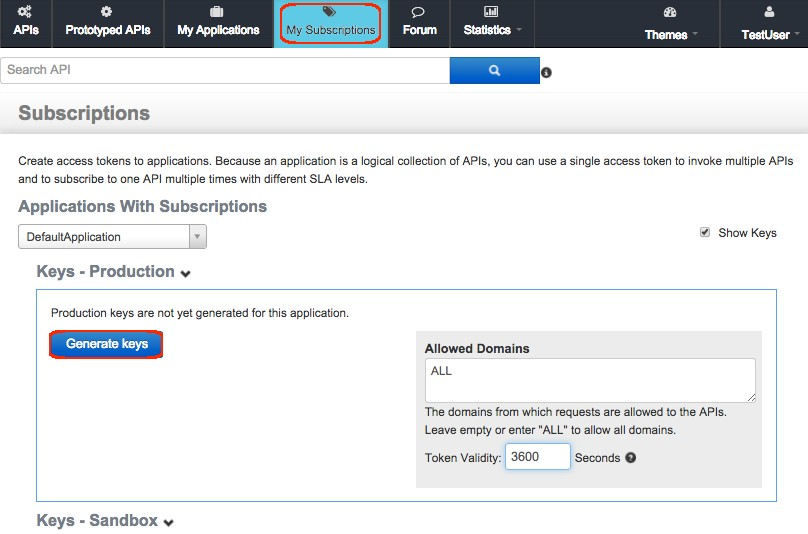 APIs Prototyped APIs My Applications My Subscriptions Forum Statistics Themes TestUser
Search API
Subscriptions
Create access tokens to applications. Because an application is a logical collection of APIs, you can use a single access token to invoke multiple APIs
and to subscribe to one API multiple times with different SLA levels.
Applications With Subscriptions
DefaultApplication
Show Keys
Keys - Production
Production keys are not yet generated for this application.
Generate keys
Allowed Domains
ALL
The domains from which requests are allowed to the APIs.
Leave empty or enter "ALL" to allow all domains.
Token Validity: 3600 Seconds
Keys - Sandbox